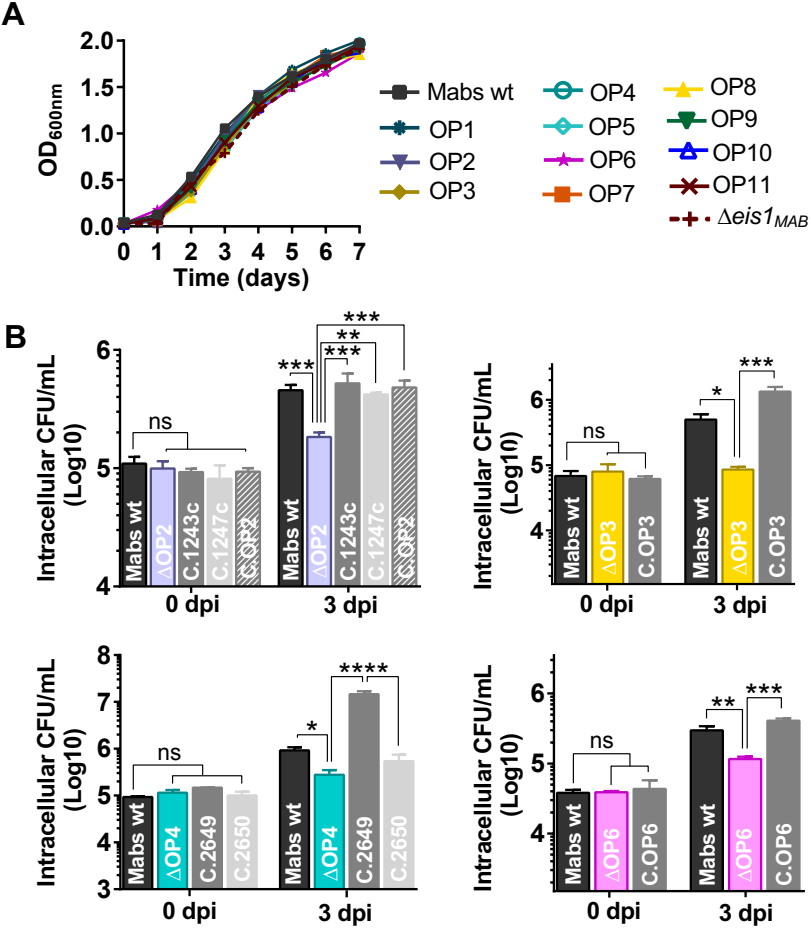 A
OD600nm
2.0
1.5
1.0
0.5
0.0
0 1 2 3 4 5 6 7
Time (days)
Mabs wt
OP1
OP2
OP3
OP4
OP5
OP6
OP7
OP8
OP9
OP10
OP11
Δeis1MAB
B
Intracellular CFU/mL
(Log10)
6
5
4
ns
***
***
**
***
Mabs wt
ΔOP2
C.1243c
C.1247c
C.OP2
Mabs wt
ΔOP2
C.1243c
C.1247c
C.OP2
0 dpi
3 dpi
Intracellular CFU/mL
(Log10)
6
5
4
ns
*
***
Mabs wt
ΔOP3
C.OP3
Mabs wt
ΔOP3
C.OP3
0 dpi
3 dpi
Intracellular CFU/mL
(Log10)
8
7
6
5
4
3
ns
*
****
Mabs wt
ΔOP4
C.2649
C.2650
Mabs wt
ΔOP4
C.2649
C.2650
0 dpi
3 dpi
Intracellular CFU/mL
(Log10)
6
5
4
ns
**
***
Mabs wt
ΔOP6
C.OP6
Mabs wt
ΔOP6
C.OP6
0 dpi
3 dpi